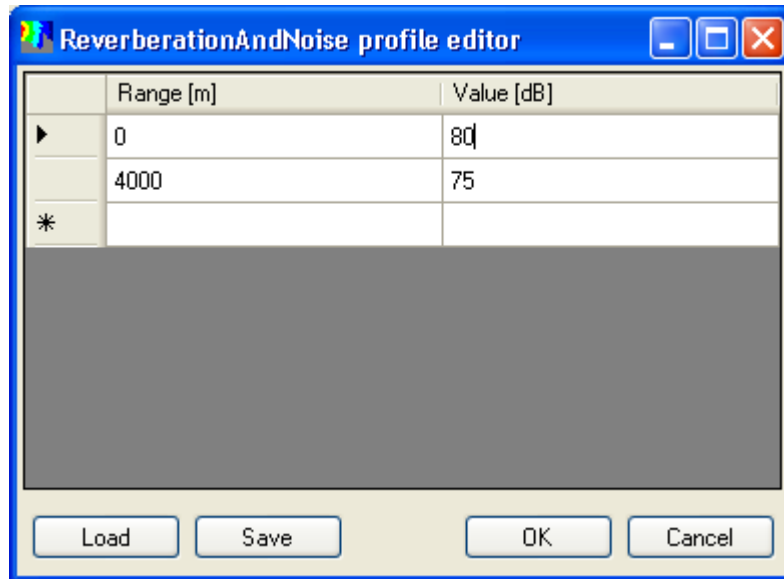 ReverberationAndNoise profile editor
Range [m] Value [dB]
0 80
4000 75
Load Save OK Cancel